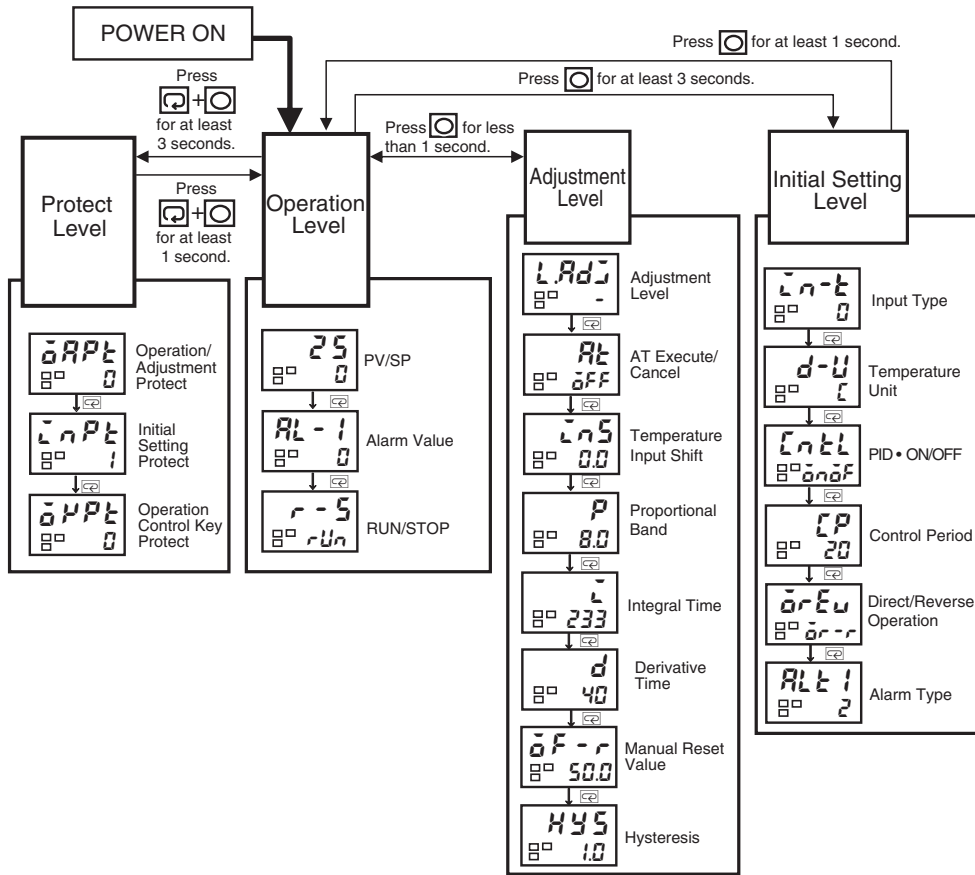 POWER ON
Press
+
for at least
3 seconds.
Press for at least 1 second.
Press for at least 3 seconds.
Press for less
than 1 second.
Press
+
for at least
1 second.
Protect
Level
Operation
Level
Adjustment
Level
Initial Setting
Level
oAPt
0
Operation/
Adjustment
Protect
inPt
1
Initial
Setting
Protect
oKPt
0
Operation
Control Key
Protect
25
0
PV/SP
AL-1
0
Alarm Value
r-S
rUn
RUN/STOP
L.AdJ
-
Adjustment
Level
At
oFF
AT Execute/
Cancel
inS
0.0
Temperature
Input Shift
P
8.0
Proportional
Band
i
233
Integral Time
d
40
Derivative
Time
oF-r
50.0
Manual Reset
Value
HYS
1.0
Hysteresis
in-t
0
Input Type
d-U
C
Temperature
Unit
CntL
onoF
PID • ON/OFF
CP
20
Control Period
orEv
or-r
Direct/Reverse
Operation
ALt1
2
Alarm Type